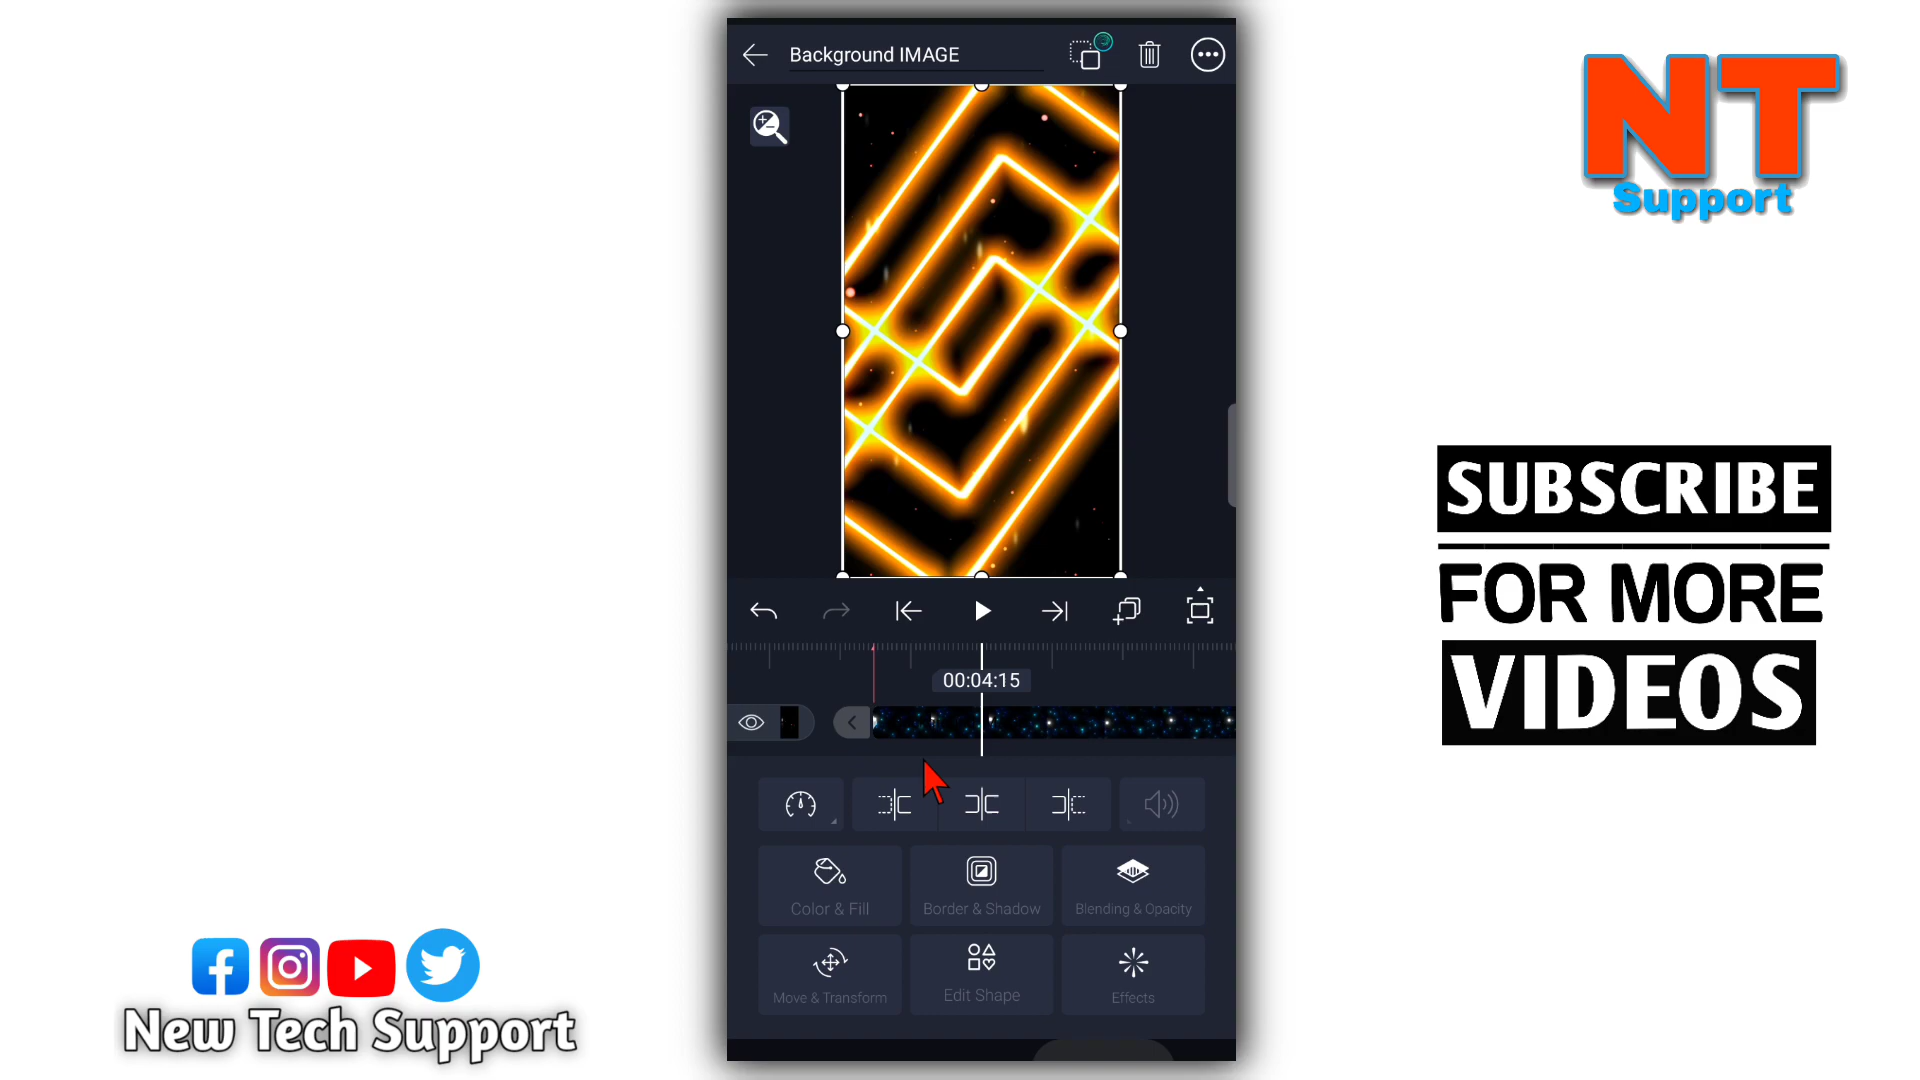 Background IMAGE
NT
Support
SUBSCRIBE
FOR MORE
VIDEOS
00:04:15
Color & Fill
Border & Shadow
Blending & Opacity
Move & Transform
Edit Shape
Effects
New Tech Support